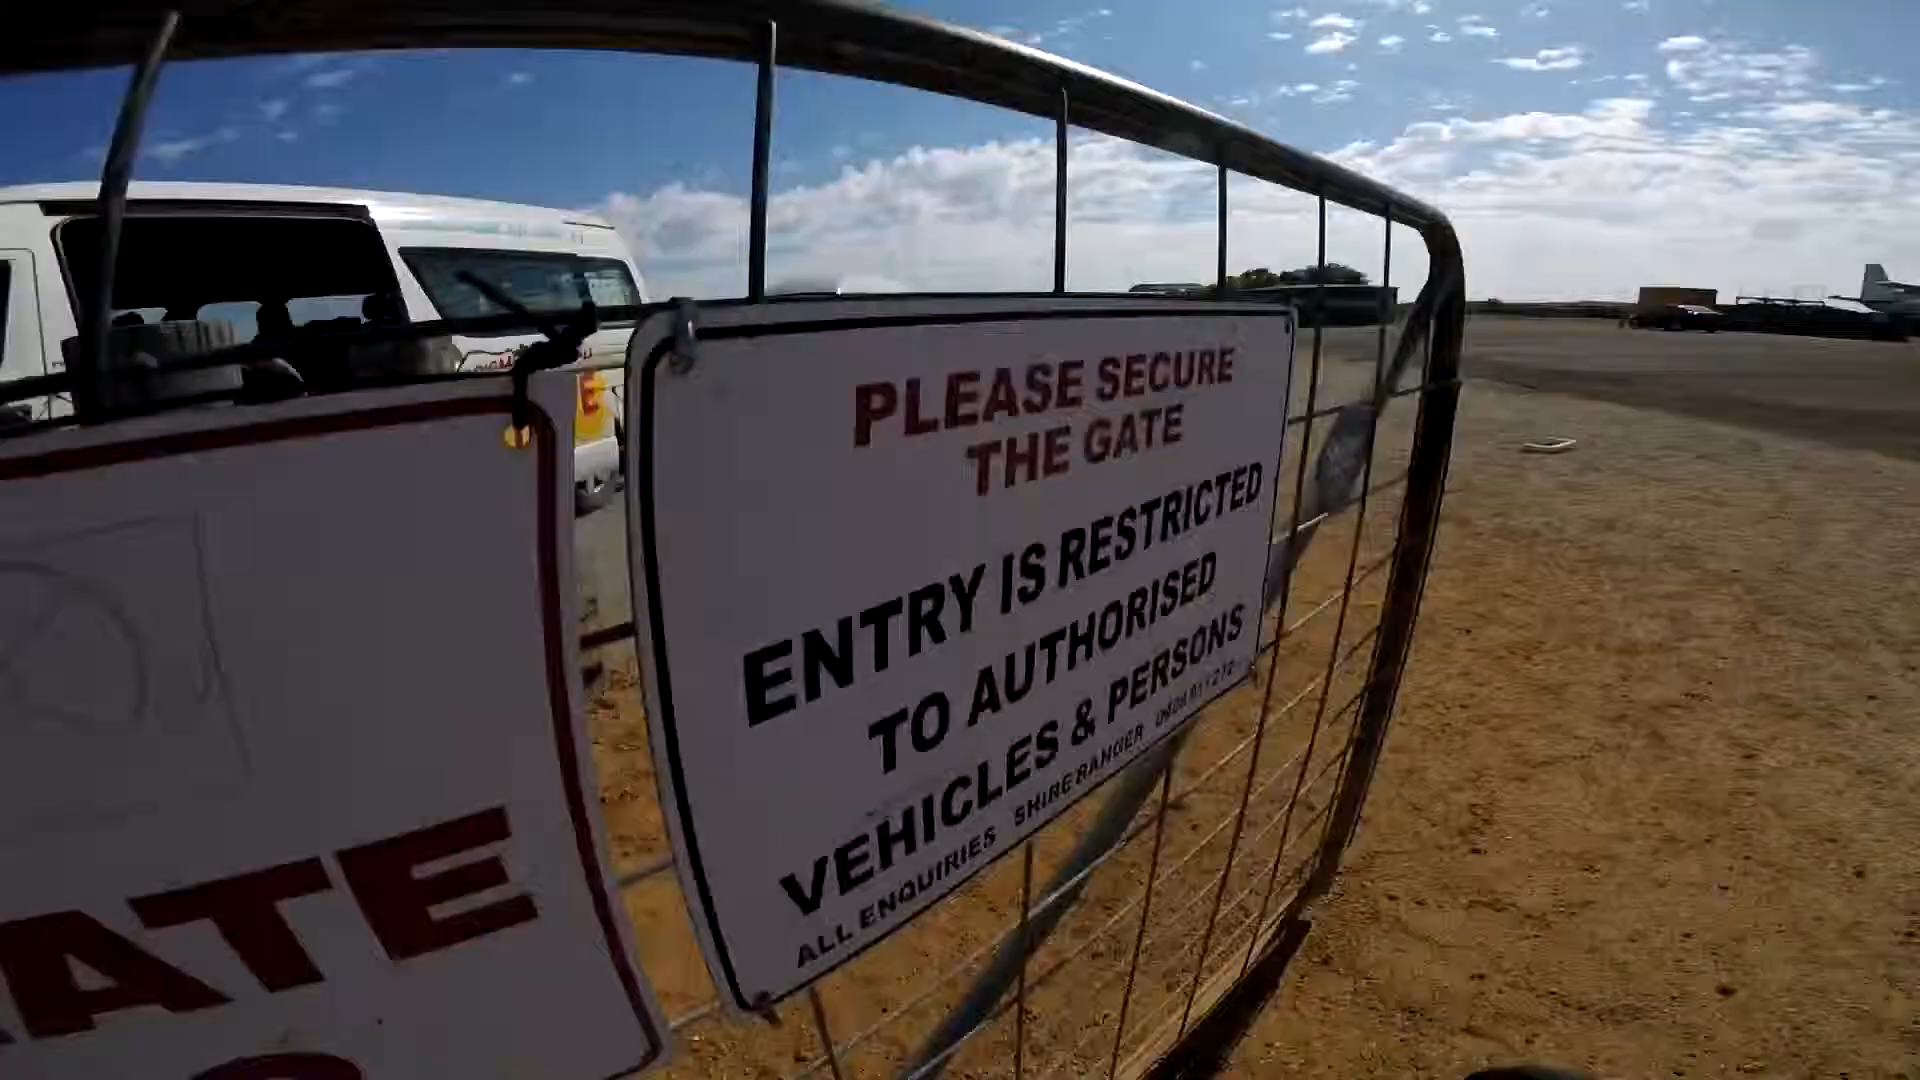 PLEASE SECURE
THE GATE
ENTRY IS RESTRICTED
TO AUTHORISED
VEHICLES & PERSONS
ALL ENQUIRIES SHIRE RANGER
ATE
E